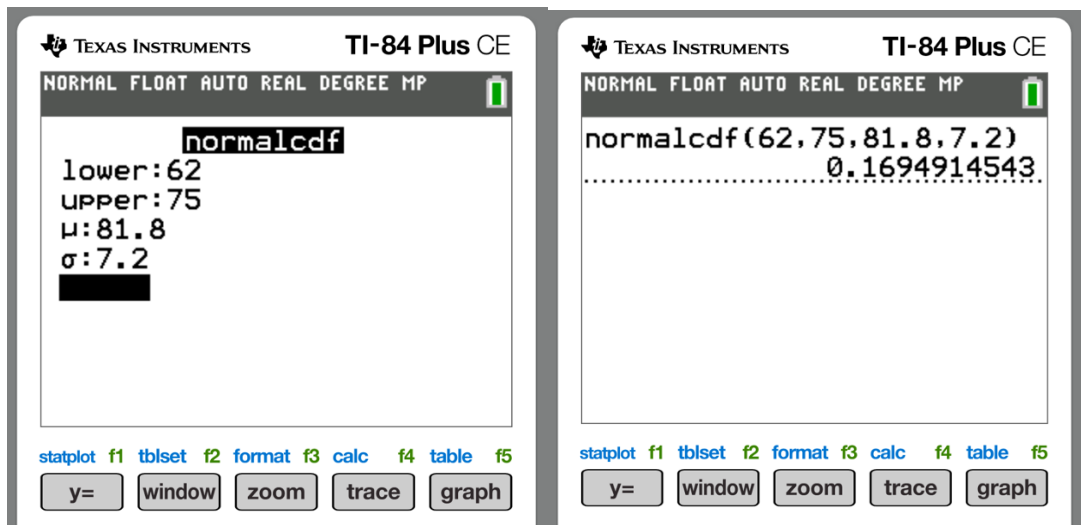 TEXAS INSTRUMENTS TI-84 Plus CE
NORMAL FLOAT AUTO REAL DEGREE MP
normalcdf
lower:62
upper:75
μ:81.8
σ:7.2
statplot f1 tblset f2 format f3 calc f4 table f5
y= window zoom trace graph
TEXAS INSTRUMENTS TI-84 Plus CE
NORMAL FLOAT AUTO REAL DEGREE MP
normalcdf(62,75,81.8,7.2)
0.1694914543
statplot f1 tblset f2 format f3 calc f4 table f5
y= window zoom trace graph